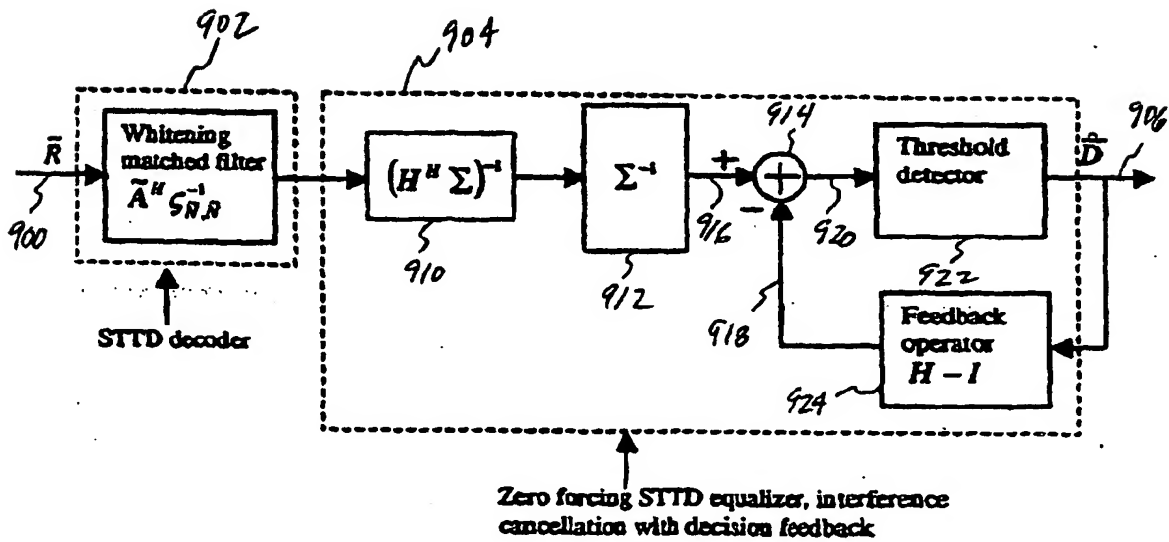 902
904
R̄
900
Whitening
matched filter
Ã^H ς^{-1}_{N̄,N̄}
STTD decoder
(H^H Σ)^{-1}
910
Σ^{-1}
912
+
916
914
+
−
918
920
Threshold
detector
922
D̂
906
Feedback
operator
H − I
924
Zero forcing STTD equalizer, interference
cancellation with decision feedback